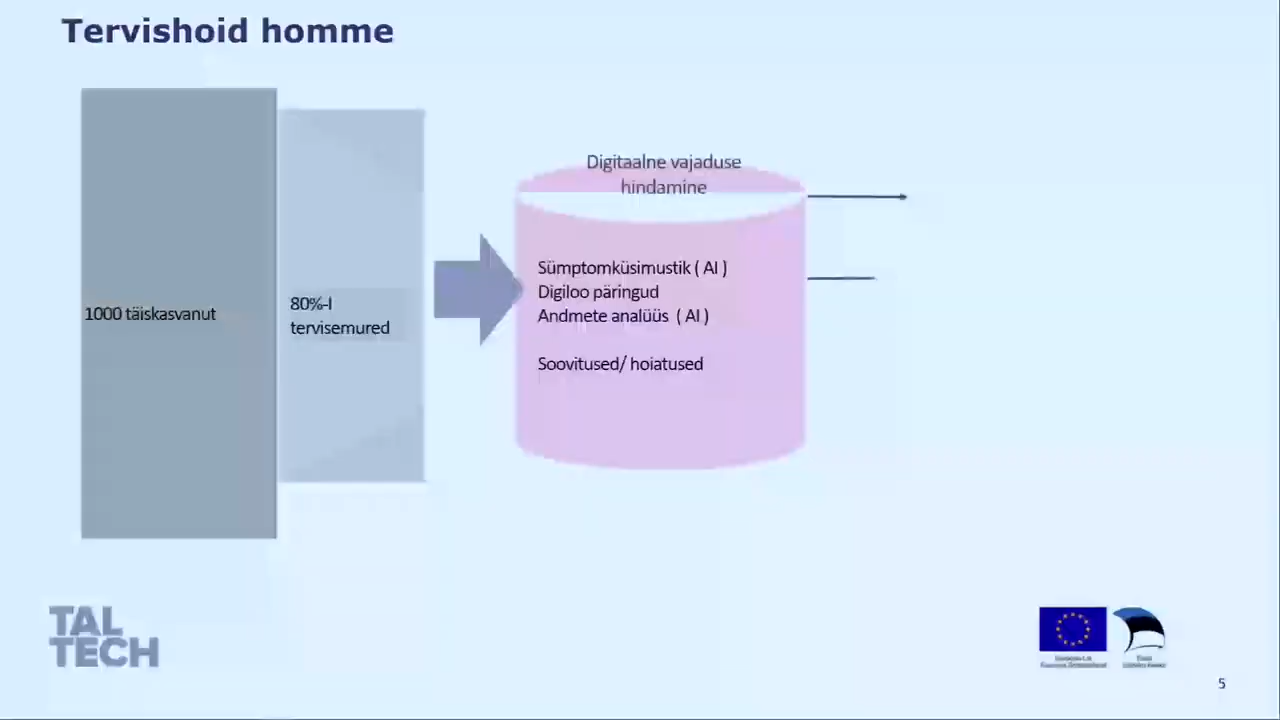 Tervishoid homme
1000 täiskasvanut
80%-l
tervisemured
Digitaalne vajaduse
hindamine
Sümptomküsimustik ( AI )
Digiloo päringud
Andmete analüüs ( AI )
Soovitused/ hoiatused
TAL
TECH
5